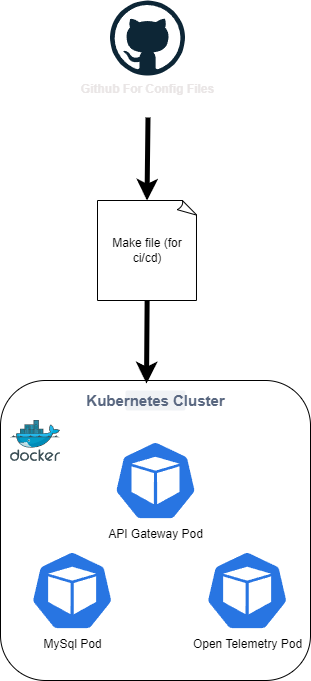 Github For Config Files
Make file (for
ci/cd)
Kubernetes Cluster
docker
API Gateway Pod
MySql Pod
Open Telemetry Pod